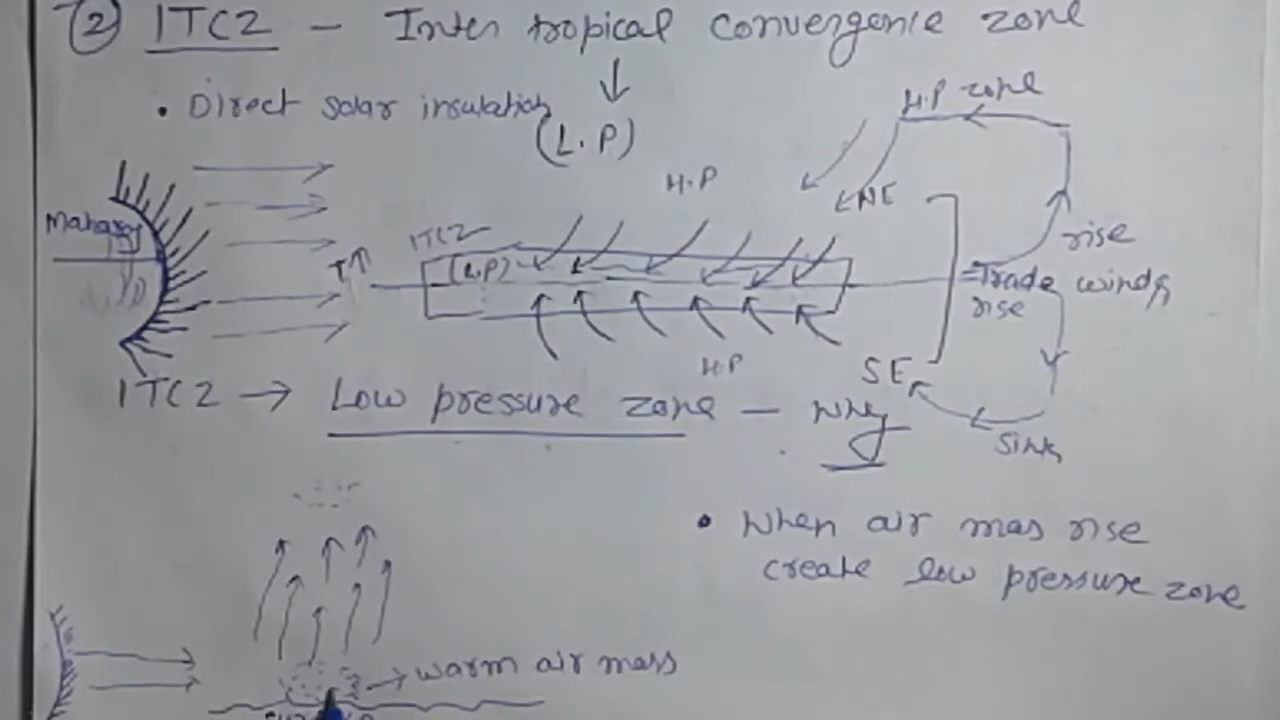 ② ITCZ - Inter tropical convergence zone
• Direct solar insulation
(L.P)
H.P zone
H.P
NE
ITCZ
(L.P)
T↑
rise
Trade winds
rise
H.P
SE
Sink
ITCZ → Low pressure zone - Why
• When air mas rise
create low pressure zone
→ warm air mass